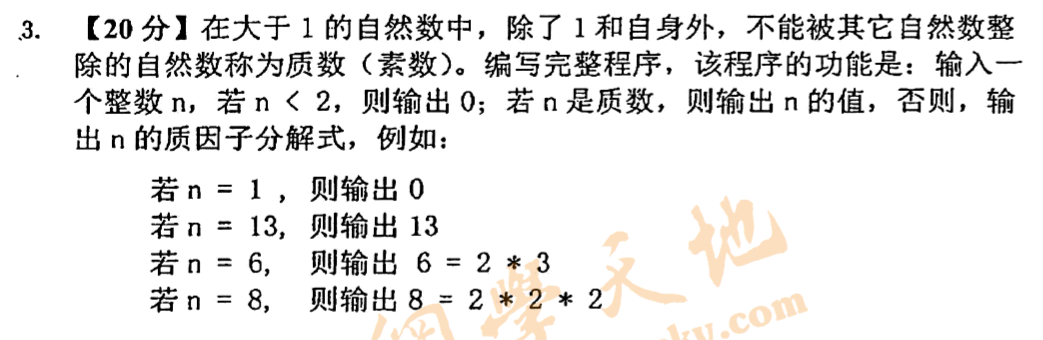 3. 【20 分】在大于 1 的自然数中，除了 1 和自身外，不能被其它自然数整
除的自然数称为质数（素数）。编写完整程序，该程序的功能是：输入一
个整数 n，若 n < 2，则输出 0；若 n 是质数，则输出 n 的值，否则，输
出 n 的质因子分解式，例如：
若 n = 1 ， 则输出 0
若 n = 13, 则输出 13
若 n = 6, 则输出 6 = 2 * 3
若 n = 8, 则输出 8 = 2 * 2 * 2
網學天地
.com